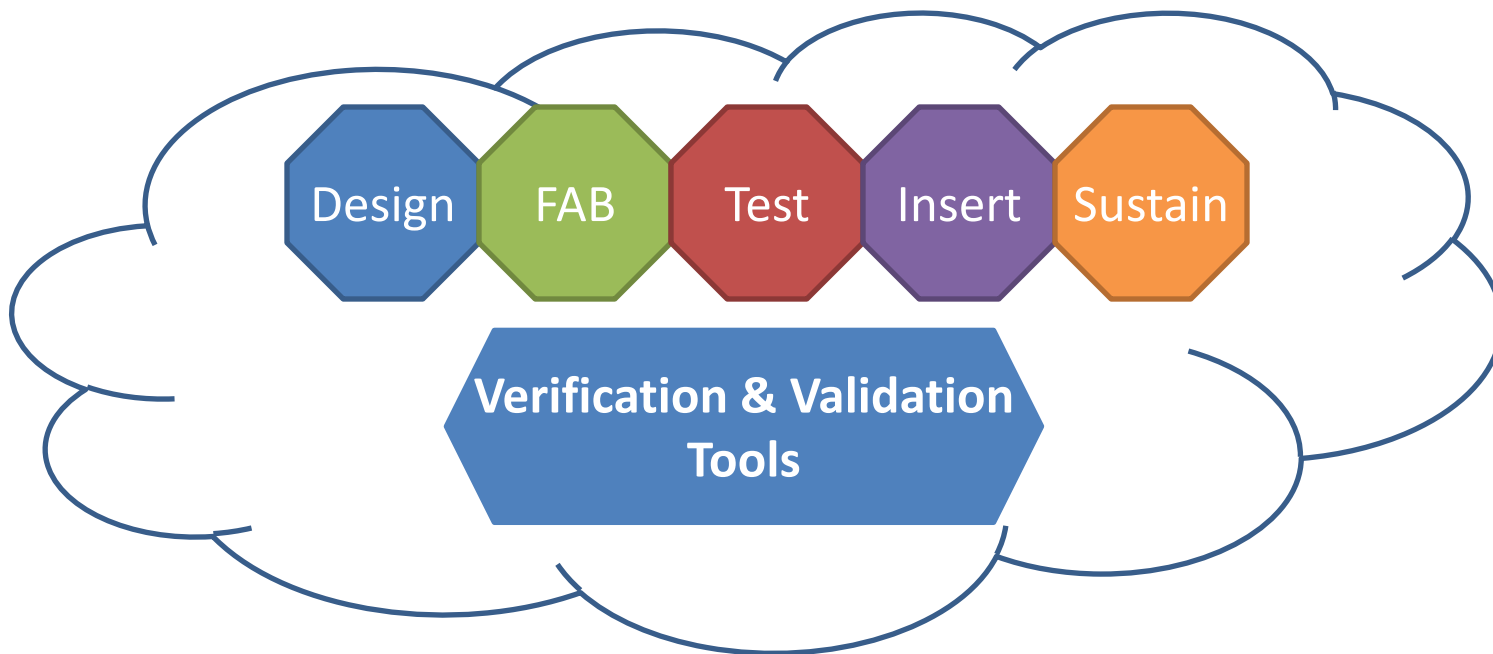 Design
FAB
Test
Insert
Sustain
Verification & Validation
Tools